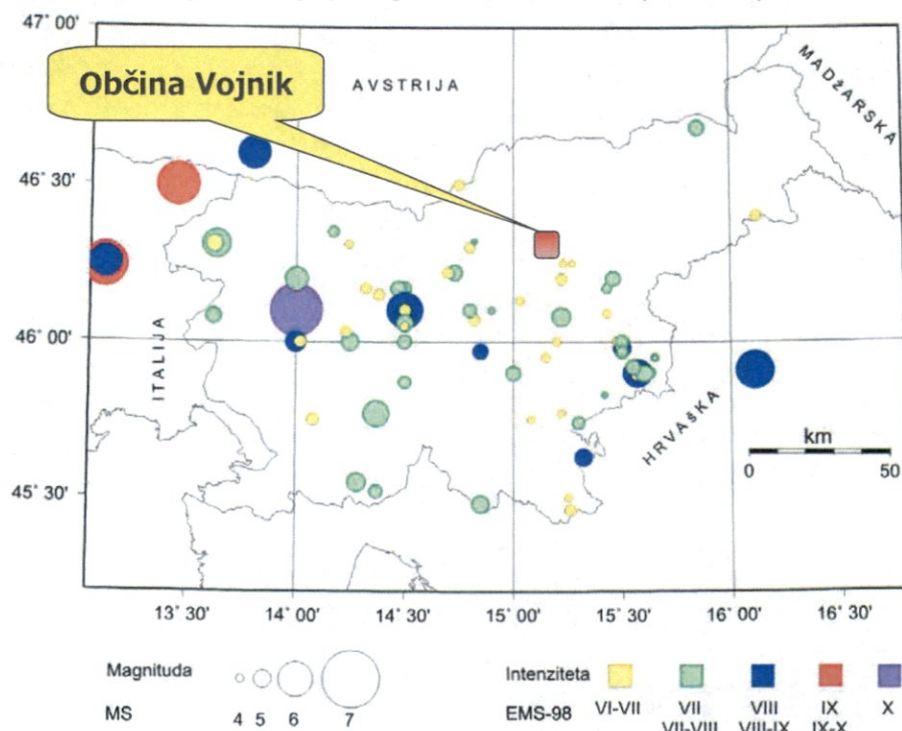 47° 00'
Občina Vojnik
AVSTRIJA
MADžARSKA
46° 30'
46° 00'
ITALIJA
HRVAšKA
km
0 50
45° 30'
13° 30' 14° 00' 14° 30' 15° 00' 15° 30' 16° 00' 16° 30'
Magnituda
MS
4 5 6 7
Intenziteta
EMS-98
VI-VII VII VIII IX X
VII-VIII VIII-IX IX-X